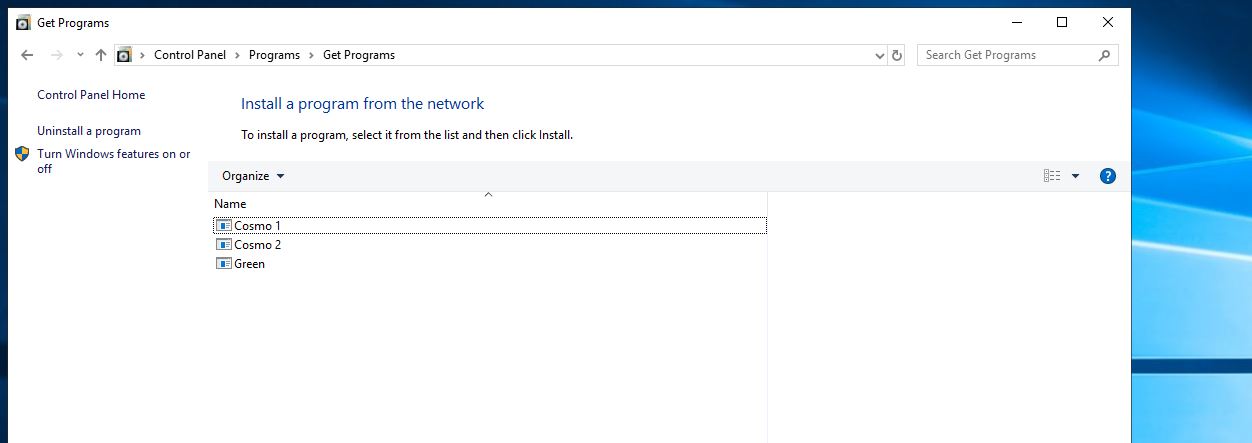 Get Programs
Control Panel > Programs > Get Programs
Search Get Programs
Control Panel Home
Uninstall a program
Turn Windows features on or
off
Install a program from the network
To install a program, select it from the list and then click Install.
Organize
?
Name
Cosmo 1
Cosmo 2
Green